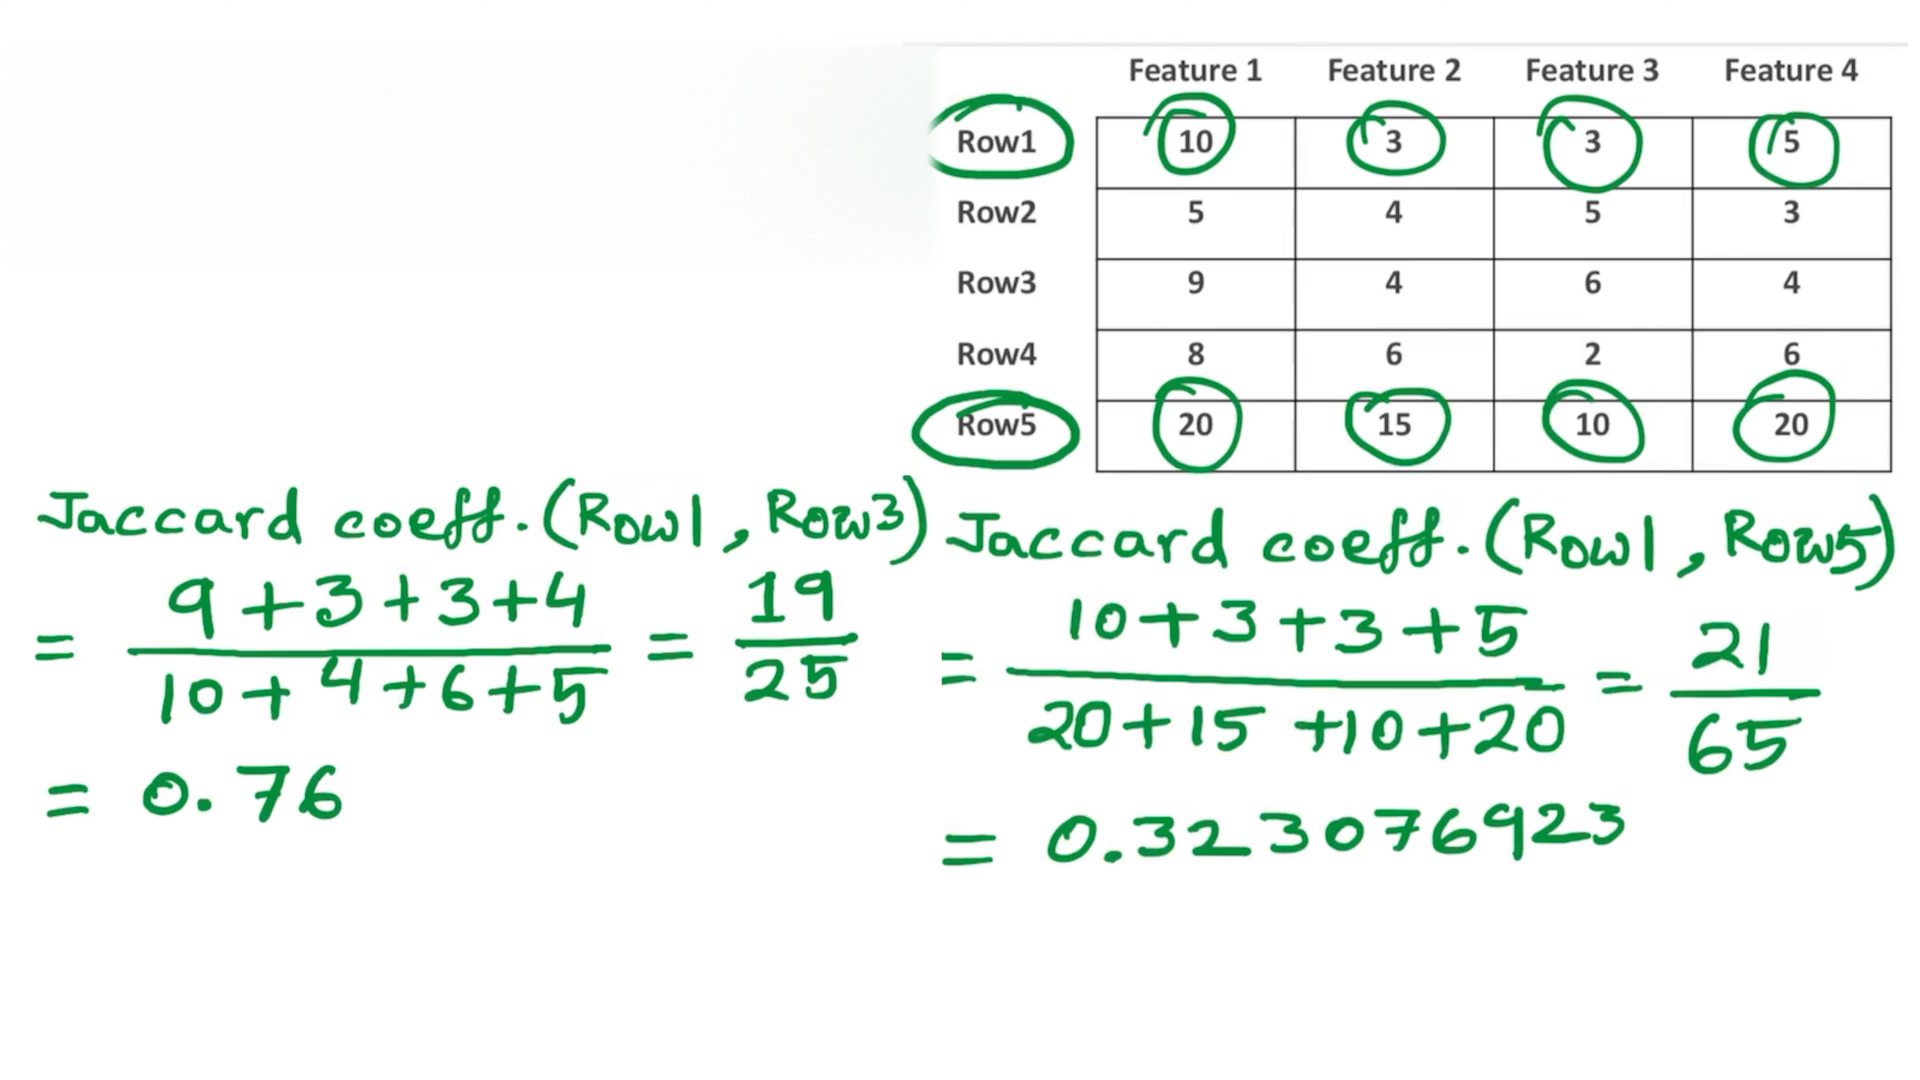 Feature 1 Feature 2 Feature 3 Feature 4
Row1 10 3 3 5
Row2 5 4 5 3
Row3 9 4 6 4
Row4 8 6 2 6
Row5 20 15 10 20
Jaccard coeff. (Row1, Row3)
= 9+3+3+4 / 10+4+6+5 = 19 / 25
= 0.76
Jaccard coeff. (Row1, Row5)
= 10+3+3+5 / 20+15+10+20 = 21 / 65
= 0.323076923